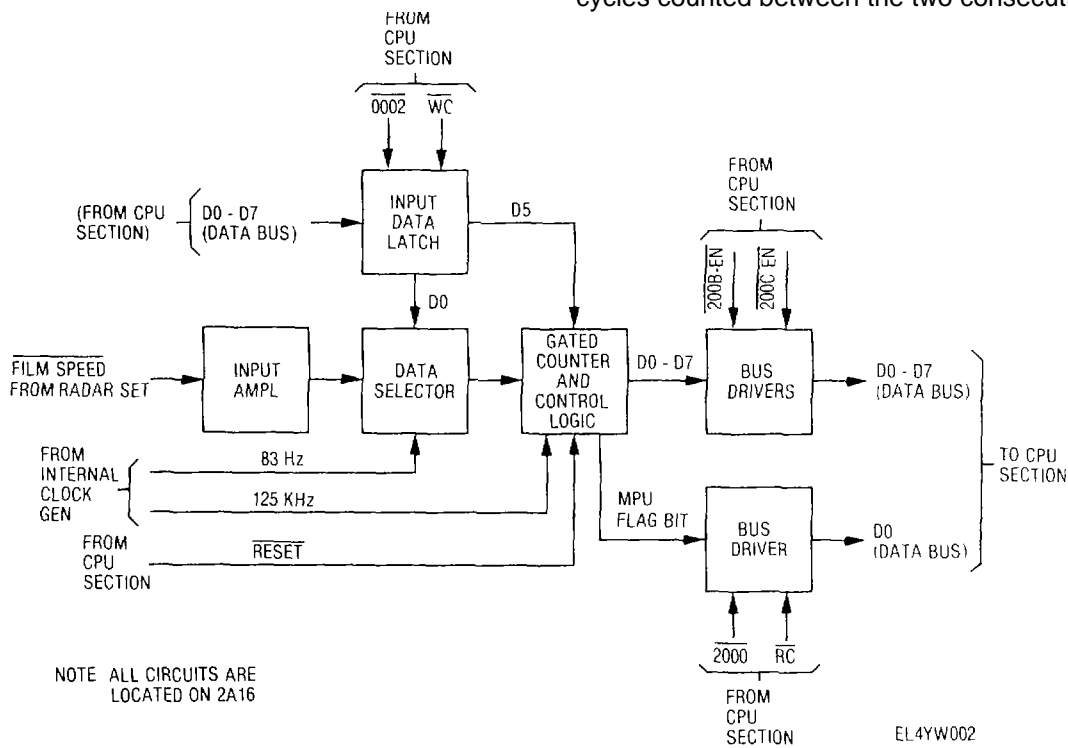 cycles counted between the two consecuti
FROM
CPU
SECTION
0002 WC
(FROM CPU
SECTION)
D0 - D7
(DATA BUS)
INPUT
DATA
LATCH
D5
D0
FROM
CPU
SECTION
200B-EN
200C EN
FILM SPEED
FROM RADAR SET
INPUT
AMPL
DATA
SELECTOR
GATED
COUNTER
AND
CONTROL
LOGIC
D0 - D7
BUS
DRIVERS
D0 - D7
(DATA BUS)
FROM
INTERNAL
CLOCK
GEN
83 Hz
125 KHz
FROM
CPU
SECTION
RESET
MPU
FLAG BIT
BUS
DRIVER
D0
(DATA BUS)
TO CPU
SECTION
2000 RC
FROM
CPU
SECTION
NOTE ALL CIRCUITS ARE
LOCATED ON 2A16
EL4YW002